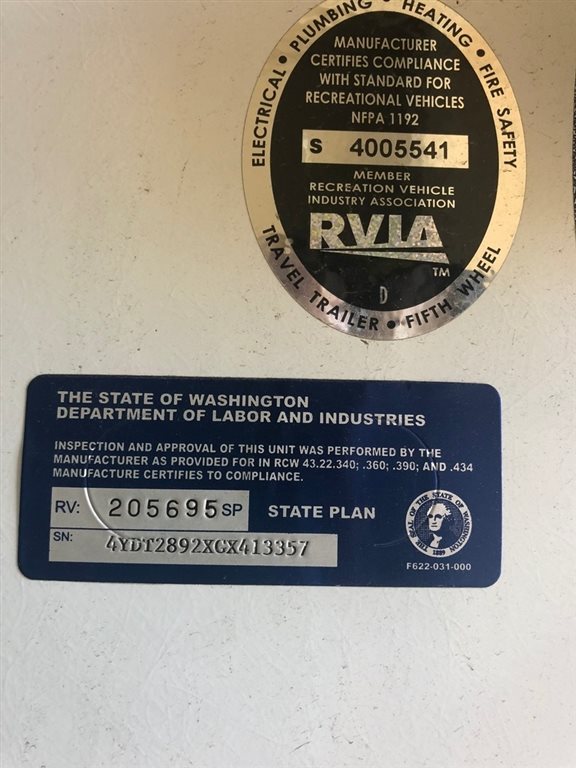 ELECTRICAL • PLUMBING • HEATING • FIRE SAFETY
MANUFACTURER
CERTIFIES COMPLIANCE
WITH STANDARD FOR
RECREATIONAL VEHICLES
NFPA 1192
S 4005541
MEMBER
RECREATION VEHICLE
INDUSTRY ASSOCIATION
RVIA
TM
D
TRAVEL TRAILER • FIFTH WHEEL
THE STATE OF WASHINGTON
DEPARTMENT OF LABOR AND INDUSTRIES
INSPECTION AND APPROVAL OF THIS UNIT WAS PERFORMED BY THE
MANUFACTURER AS PROVIDED FOR IN RCW 43.22.340; .360; .390; AND .434
MANUFACTURE CERTIFIES TO COMPLIANCE.
RV: 205695 SP STATE PLAN
THE SEAL OF THE STATE OF WASHINGTON
1889
SN: 4YDT2892XCX413357
F622-031-000